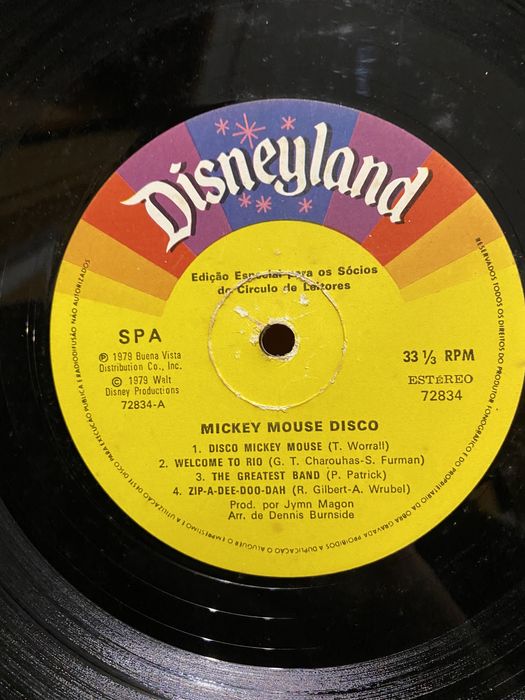 Disneyland
Edição Especial para os Sócios
do Círculo de Leitores
SPA
℗ 1979 Buena Vista
Distribution Co., Inc.
© 1979 Walt
Disney Productions
72834-A
33 ⅓ RPM
ESTÉREO
72834
MICKEY MOUSE DISCO
1. DISCO MICKEY MOUSE (T. Worrall)
2. WELCOME TO RIO (G. T. Charouhas-S. Furman)
3. THE GREATEST BAND (P. Patrick)
4. ZIP-A-DEE-DOO-DAH (R. Gilbert-A. Wrubel)
Prod. por Jymn Magon
Arr. de Dennis Burnside
RESERVADOS TODOS OS DIREITOS DO PRODUTOR FONOGRÁFICO E DO PROPRIETÁRIO DA OBRA GRAVADA PROIBIDOS A DUPLICAÇÃO O ALUGUER O EMPRÉSTIMO E A UTILIZAÇÃO DESTE DISCO PARA EXECUÇÃO PÚBLICA E RADIODIFUSÃO NÃO AUTORIZADOS